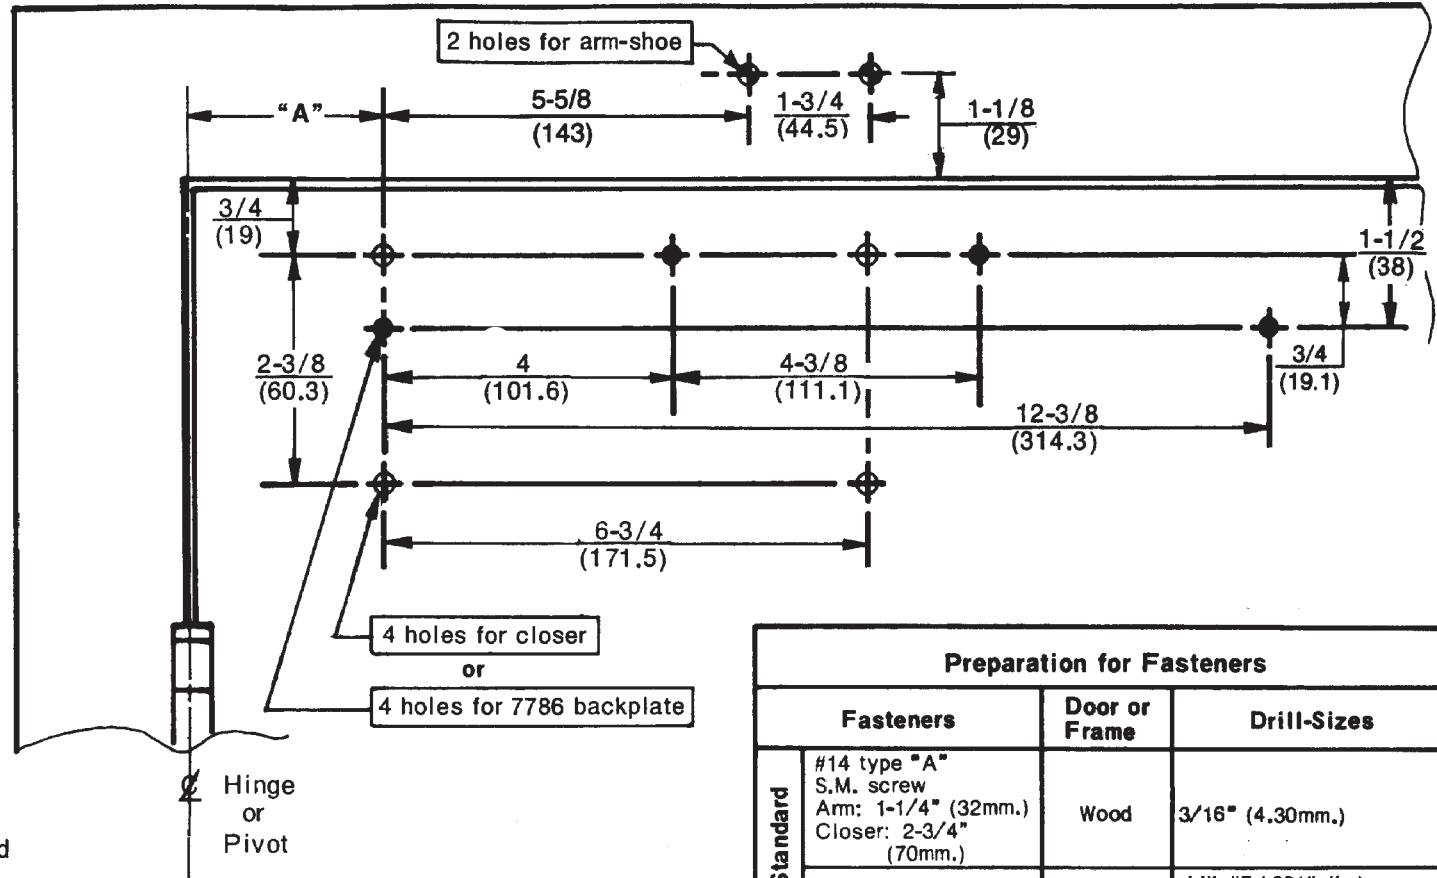 2 holes for arm-shoe
"A"
5-5/8
(143)
1-3/4
(44.5)
1-1/8
(29)
3/4
(19)
1-1/2
(38)
2-3/8
(60.3)
4
(101.6)
4-3/8
(111.1)
3/4
(19.1)
12-3/8
(314.3)
6-3/4
(171.5)
4 holes for closer
or
4 holes for 7786 backplate
℄ Hinge
or
Pivot
d
Preparation for Fasteners
Fasteners
Door or
Frame
Drill-Sizes
Standard
#14 type "A"
S.M. screw
Arm: 1-1/4" (32mm.)
Closer: 2-3/4"
(70mm.)
Wood
3/16" (4.30mm.)